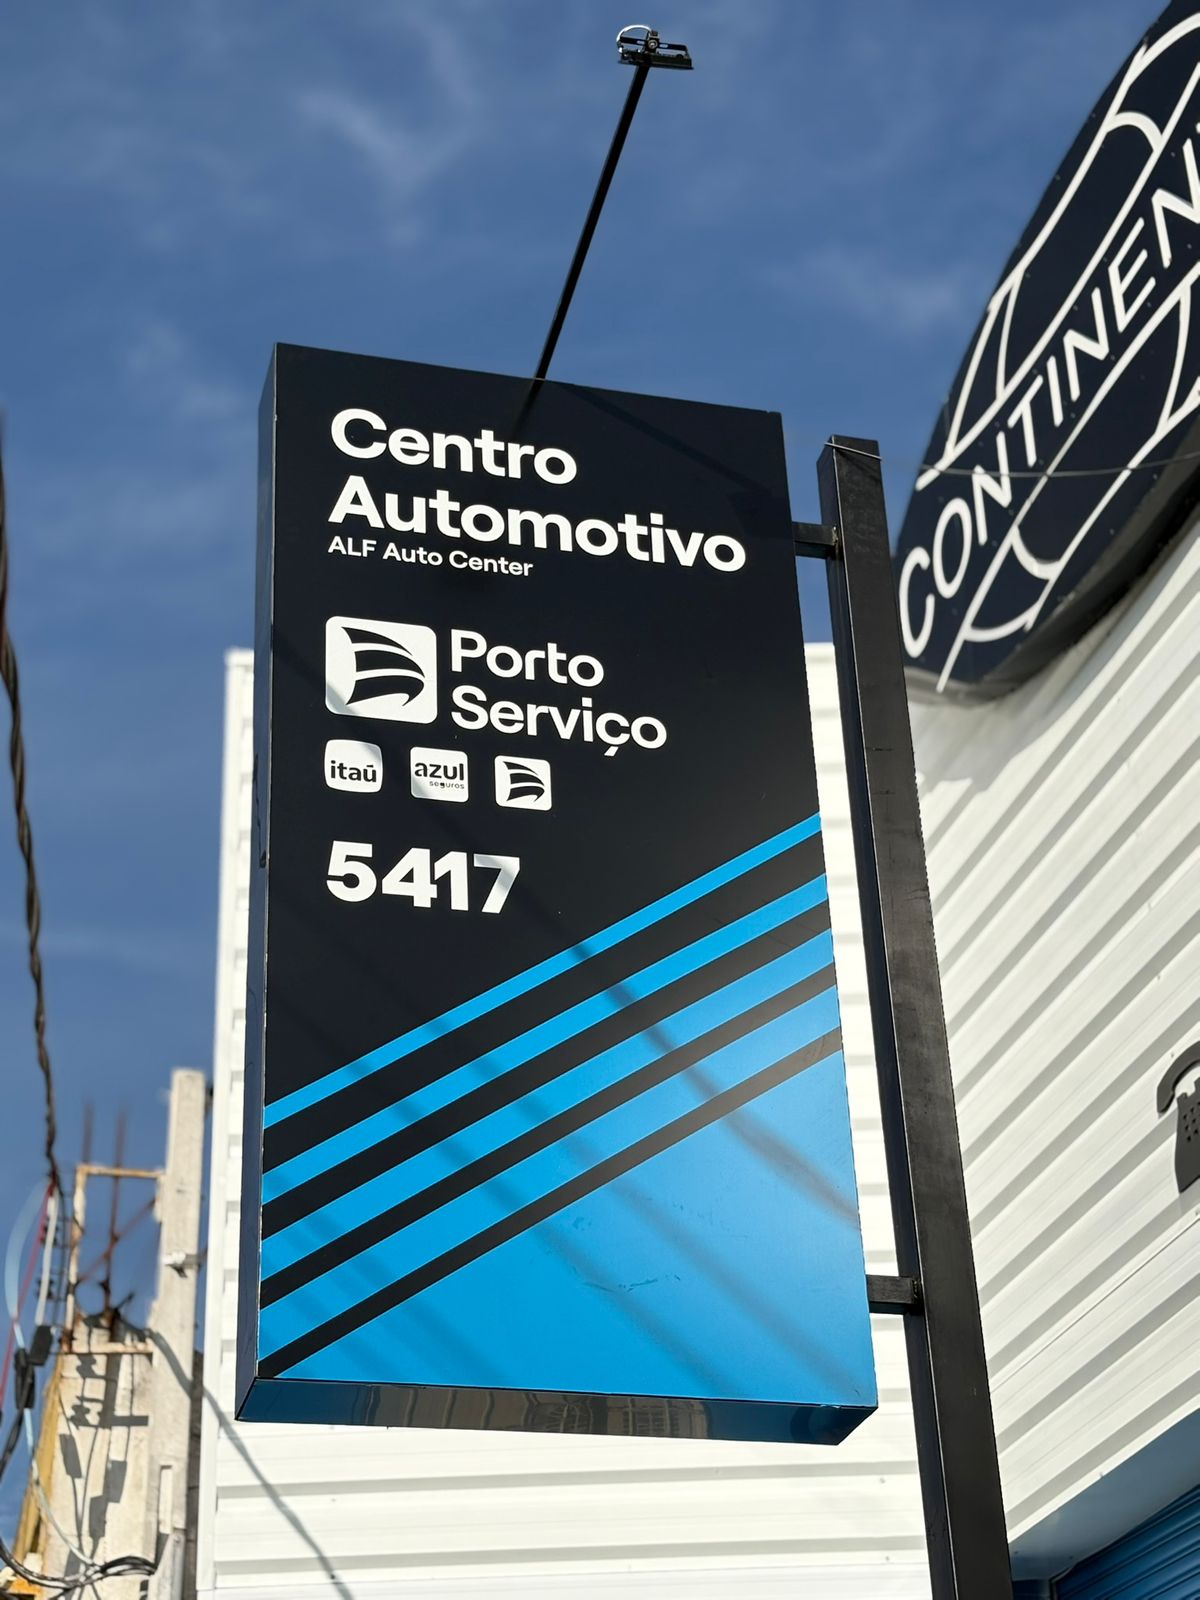 Centro
Automotivo
ALF Auto Center
Porto
Serviço
itaú
azul
seguros
5417
CONTINEN